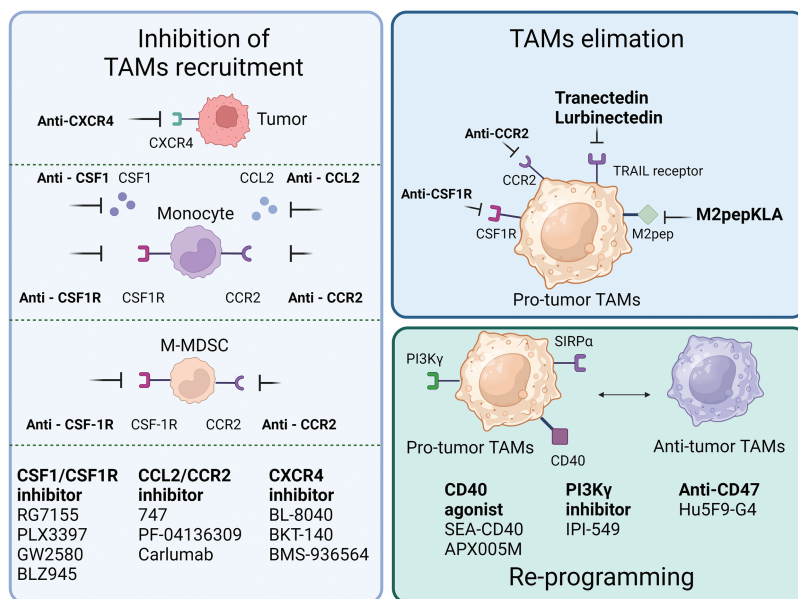 Inhibition of
TAMs recruitment
Anti-CXCR4
CXCR4
Tumor
Anti - CSF1
CSF1
CCL2
Anti - CCL2
Monocyte
Anti - CSF1R
CSF1R
CCR2
Anti - CCR2
M-MDSC
Anti - CSF-1R
CSF-1R
CCR2
Anti - CCR2
CSF1/CSF1R
inhibitor
RG7155
PLX3397
GW2580
BLZ945
CCL2/CCR2
inhibitor
747
PF-04136309
Carlumab
CXCR4
inhibitor
BL-8040
BKT-140
BMS-936564
TAMs elimation
Tranectedin
Lurbinectedin
Anti-CCR2
CCR2
TRAIL receptor
Anti-CSF1R
CSF1R
M2pep
M2pepKLA
Pro-tumor TAMs
PI3Kγ
SIRPα
Pro-tumor TAMs
CD40
Anti-tumor TAMs
CD40
agonist
SEA-CD40
APX005M
PI3Kγ
inhibitor
IPI-549
Anti-CD47
Hu5F9-G4
Re-programming